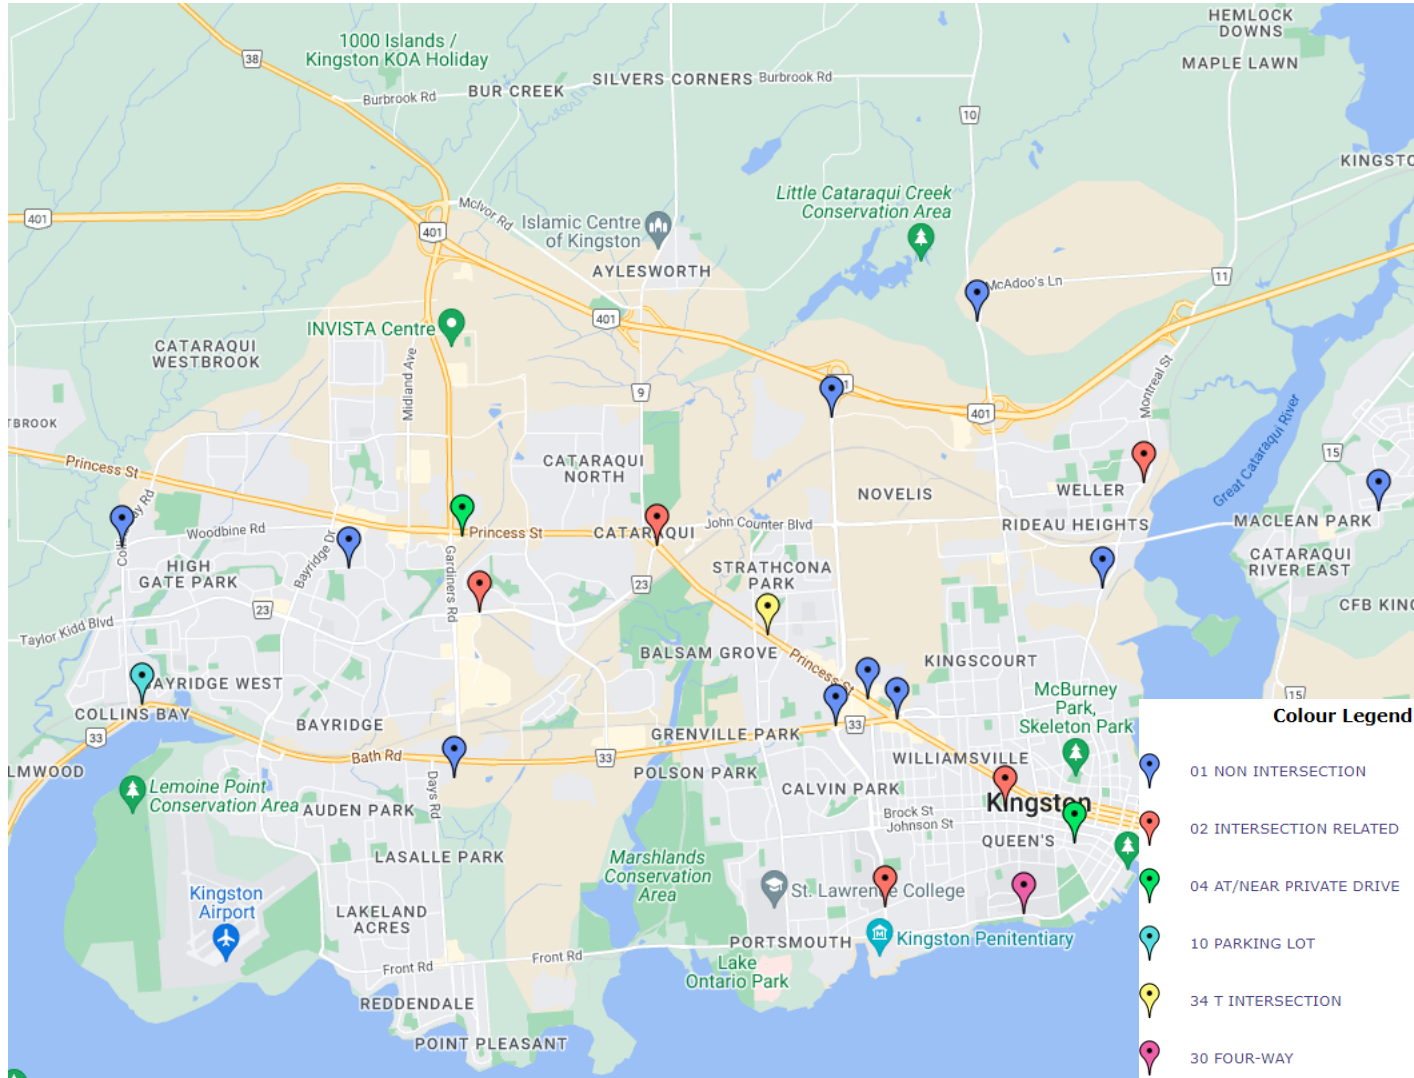 HEMLOCK
DOWNS
MAPLE LAWN
1000 Islands /
Kingston KOA Holiday
38
SILVERS CORNERS
Burbrook Rd
BUR CREEK
Burbrook Rd
10
KINGSTO
McIvor Rd
401
401
Islamic Centre
of Kingston
Little Cataraqui Creek
Conservation Area
AYLESWORTH
11
McAdoo's Ln
401
INVISTA Centre
CATARAQUI
WESTBROOK
Midland Ave
9
1
401
Montreal St
Great Cataraqui River
TBROOK
Princess St
CATARAQUI
NORTH
NOVELIS
WELLER
15
Woodbine Rd
Princess St
CATARAQUI
John Counter Blvd
RIDEAU HEIGHTS
MACLEAN PARK
HIGH
GATE PARK
Bayridge Dr
Gardiners Rd
23
STRATHCONA
PARK
CATARAQUI
RIVER EAST
23
Taylor Kidd Blvd
CFB KING
BALSAM GROVE
Princess St
KINGSCOURT
AYRIDGE WEST
McBurney
Park,
Skeleton Park
15
COLLINS BAY
BAYRIDGE
33
33
GRENVILLE PARK
33
Bath Rd
WILLIAMSVILLE
LMWOOD
Days Rd
POLSON PARK
Lemoine Point
Conservation Area
AUDEN PARK
CALVIN PARK
Kingston
Brock St
Johnson St
QUEEN'S
LASALLE PARK
Marshlands
Conservation
Area
St. Lawrence College
Kingston
Airport
LAKELAND
ACRES
PORTSMOUTH
Kingston Penitentiary
Front Rd
Front Rd
Lake
Ontario Park
REDDENDALE
POINT PLEASANT
Colour Legend
01 NON INTERSECTION
02 INTERSECTION RELATED
04 AT/NEAR PRIVATE DRIVE
10 PARKING LOT
34 T INTERSECTION
30 FOUR-WAY